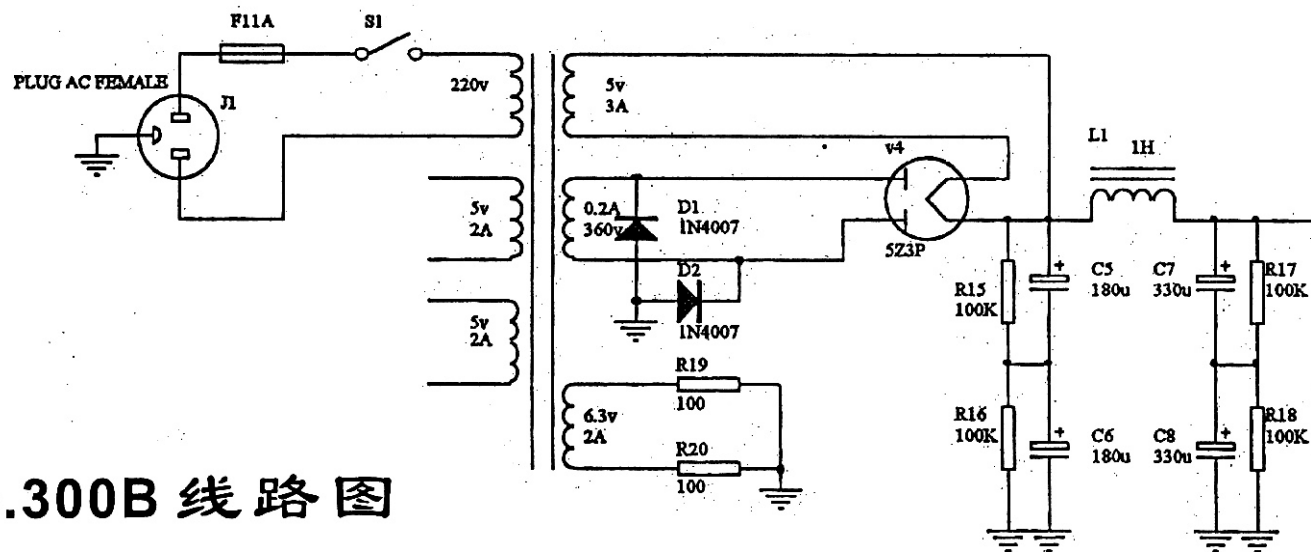 F11A
S1
PLUG AC FEMALE
J1
220v
5v
3A
v4
L1
1H
5v
2A
0.2A
360v
D1
1N4007
5Z3P
D2
1N4007
R15
100K
C5
180u
C7
330u
R17
100K
5v
2A
R19
100
6.3v
2A
R20
100
R16
100K
C6
180u
C8
330u
R18
100K
.300B 线路图